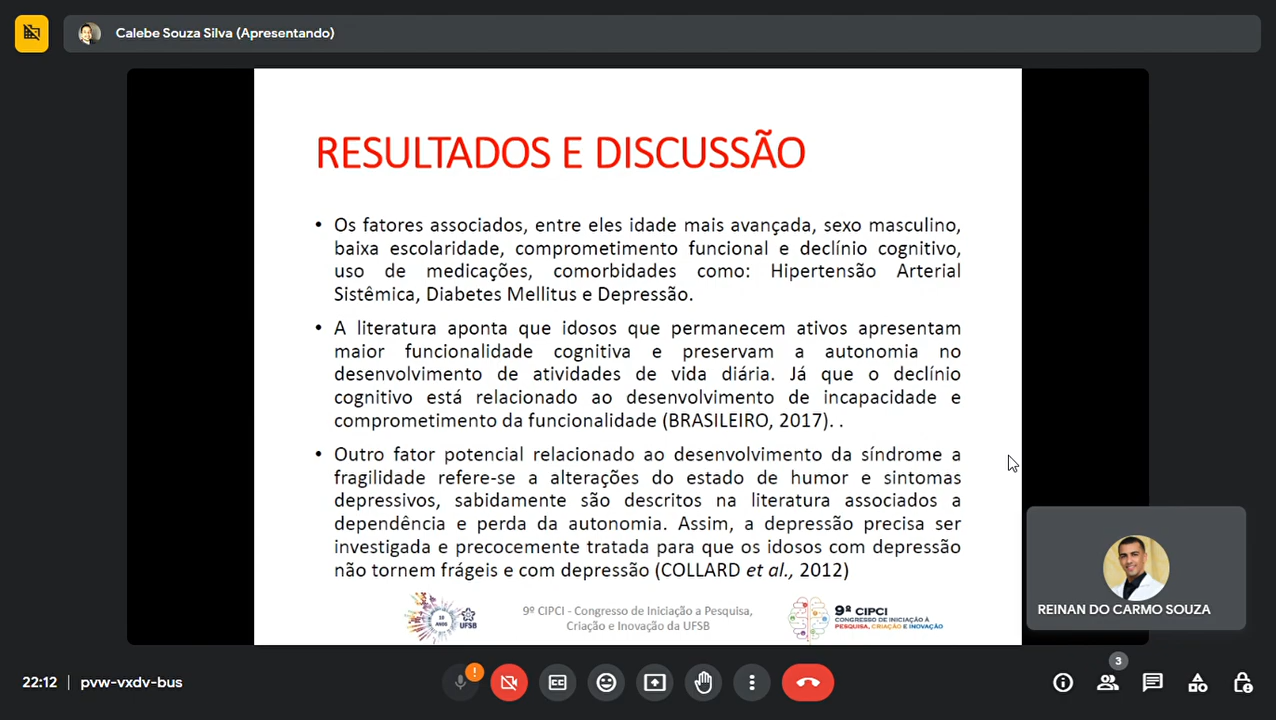 Calebe Souza Silva (Apresentando)
RESULTADOS E DISCUSSÃO
• Os fatores associados, entre eles idade mais avançada, sexo masculino,
baixa escolaridade, comprometimento funcional e declínio cognitivo,
uso de medicações, comorbidades como: Hipertensão Arterial
Sistêmica, Diabetes Mellitus e Depressão.
• A literatura aponta que idosos que permanecem ativos apresentam
maior funcionalidade cognitiva e preservam a autonomia no
desenvolvimento de atividades de vida diária. Já que o declínio
cognitivo está relacionado ao desenvolvimento de incapacidade e
comprometimento da funcionalidade (BRASILEIRO, 2017). .
• Outro fator potencial relacionado ao desenvolvimento da síndrome a
fragilidade refere-se a alterações do estado de humor e sintomas
depressivos, sabidamente são descritos na literatura associados a
dependência e perda da autonomia. Assim, a depressão precisa ser
investigada e precocemente tratada para que os idosos com depressão
não tornem frágeis e com depressão (COLLARD et al., 2012)
10
ANOS
UFSB
9º CIPCI - Congresso de Iniciação a Pesquisa,
Criação e Inovação da UFSB
9º CIPCI
CONGRESSO DE INICIAÇÃO À
PESQUISA, CRIAÇÃO E INOVAÇÃO
REINAN DO CARMO SOUZA
22:12 | pvw-vxdv-bus
3